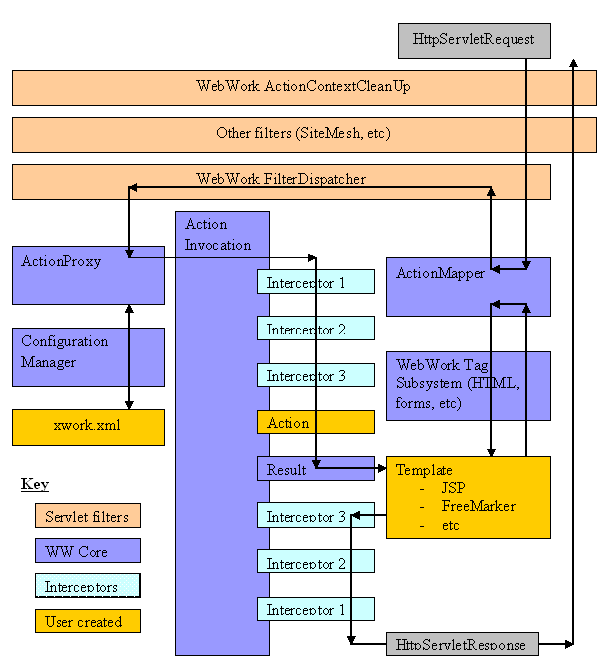 HttpServletRequest
WebWork ActionContextCleanUp
Other filters (SiteMesh, etc)
WebWork FilterDispatcher
Action
Invocation
ActionProxy
ActionMapper
Interceptor 1
Configuration
Manager
Interceptor 2
WebWork Tag
Subsystem (HTML,
forms, etc)
Interceptor 3
xwork.xml
Action
Result
Template
- JSP
- FreeMarker
- etc
Key
Servlet filters
WW Core
Interceptors
User created
Interceptor 3
Interceptor 2
Interceptor 1
HttpServletResponse